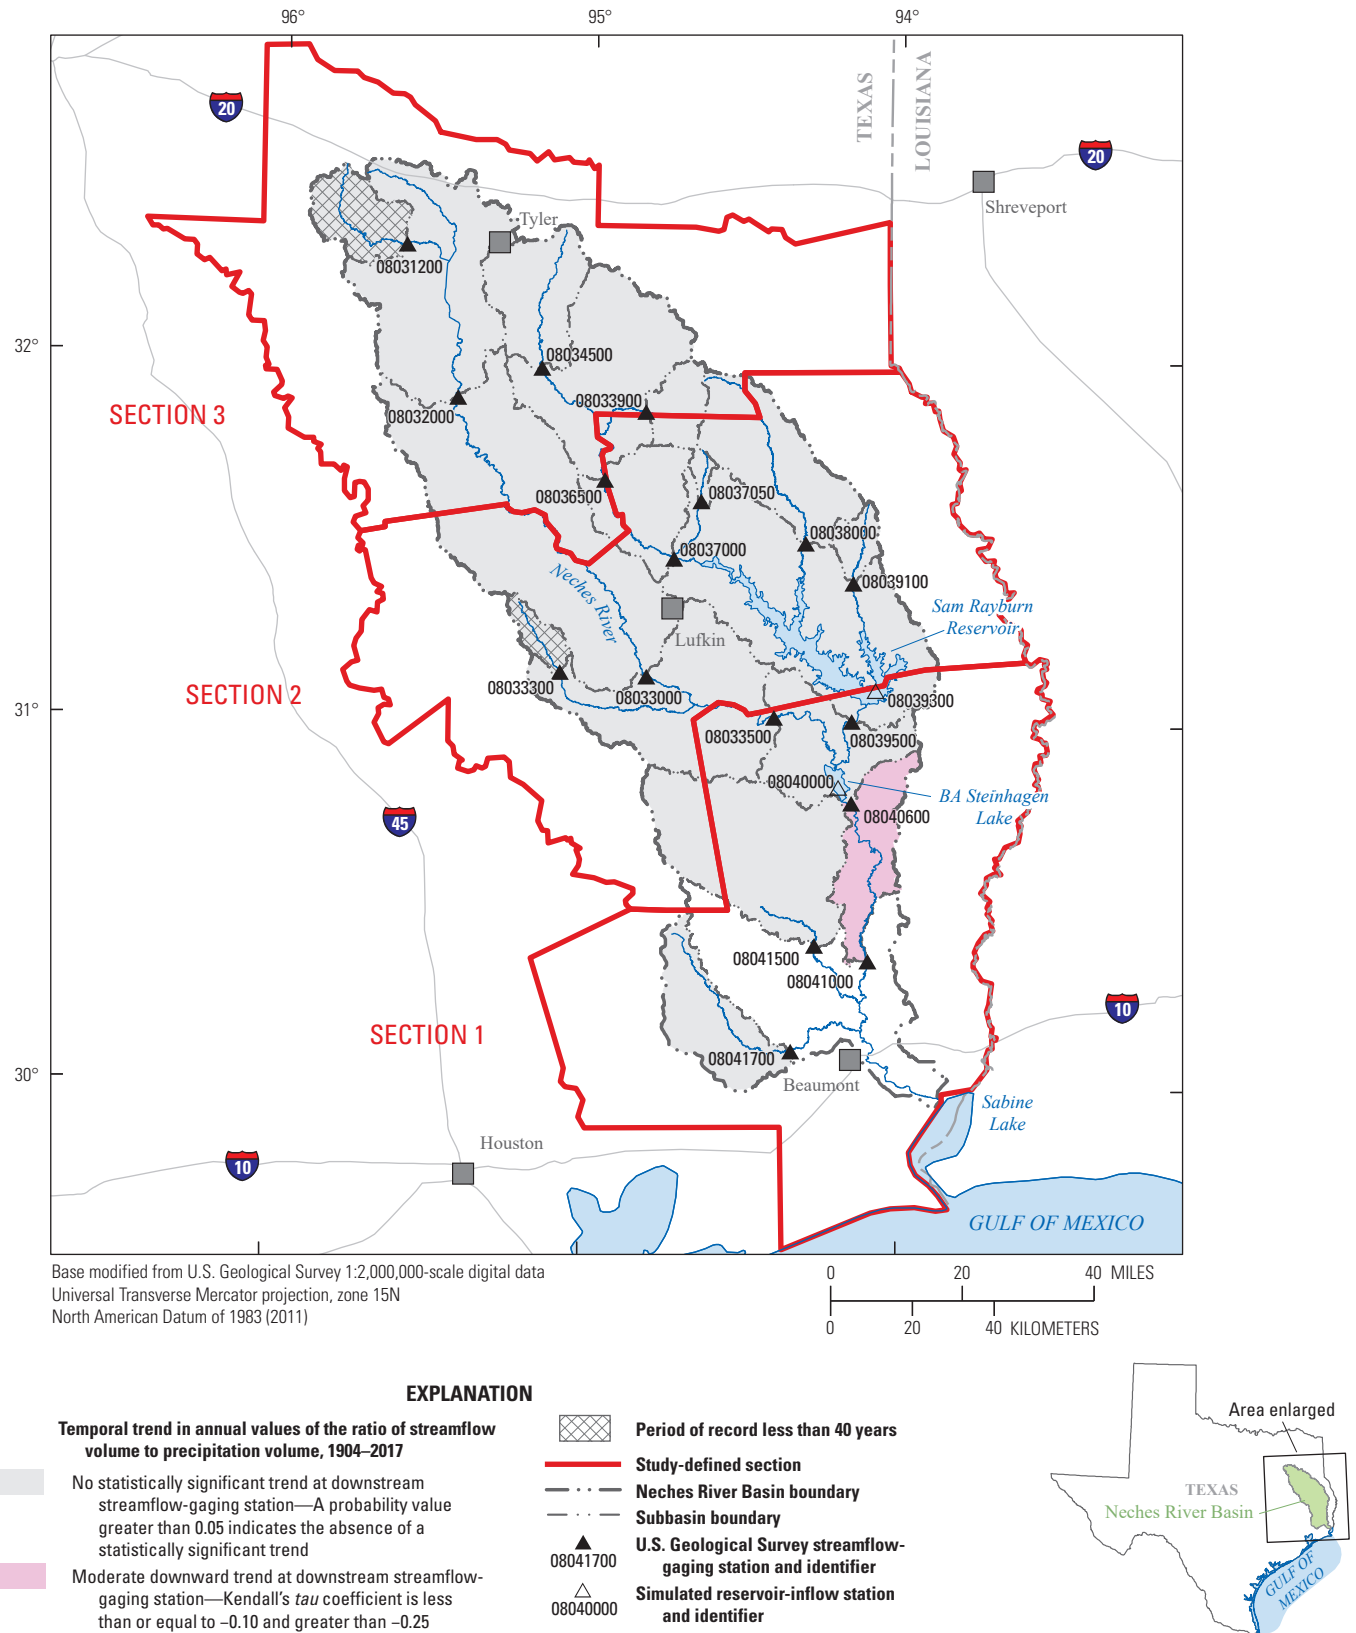 96°
95°
94°
TEXAS
LOUISIANA
20
20
Shreveport
Tyler
08031200
32°
08034500
08033900
08032000
SECTION 3
08036500
08037050
08038000
08037000
Neches River
08039100
Sam Rayburn
Reservoir
Lufkin
SECTION 2
08033300
08033000
08039300
31°
08033500
08039500
08040000
BA Steinhagen
Lake
08040600
45
08041500
08041000
10
SECTION 1
08041700
30°
Beaumont
Sabine
Lake
Houston
10
GULF OF MEXICO
Base modified from U.S. Geological Survey 1:2,000,000-scale digital data
Universal Transverse Mercator projection, zone 15N
North American Datum of 1983 (2011)
0 20 40 MILES
0 20 40 KILOMETERS
EXPLANATION
Temporal trend in annual values of the ratio of streamflow
volume to precipitation volume, 1904–2017
No statistically significant trend at downstream
streamflow-gaging station—A probability value
greater than 0.05 indicates the absence of a
statistically significant trend
Moderate downward trend at downstream streamflow-
gaging station—Kendall's tau coefficient is less
than or equal to −0.10 and greater than −0.25
Period of record less than 40 years
Study-defined section
Neches River Basin boundary
Subbasin boundary
U.S. Geological Survey streamflow-
gaging station and identifier
08041700
Simulated reservoir-inflow station
and identifier
08040000
Area enlarged
TEXAS
Neches River Basin
GULF OF
MEXICO